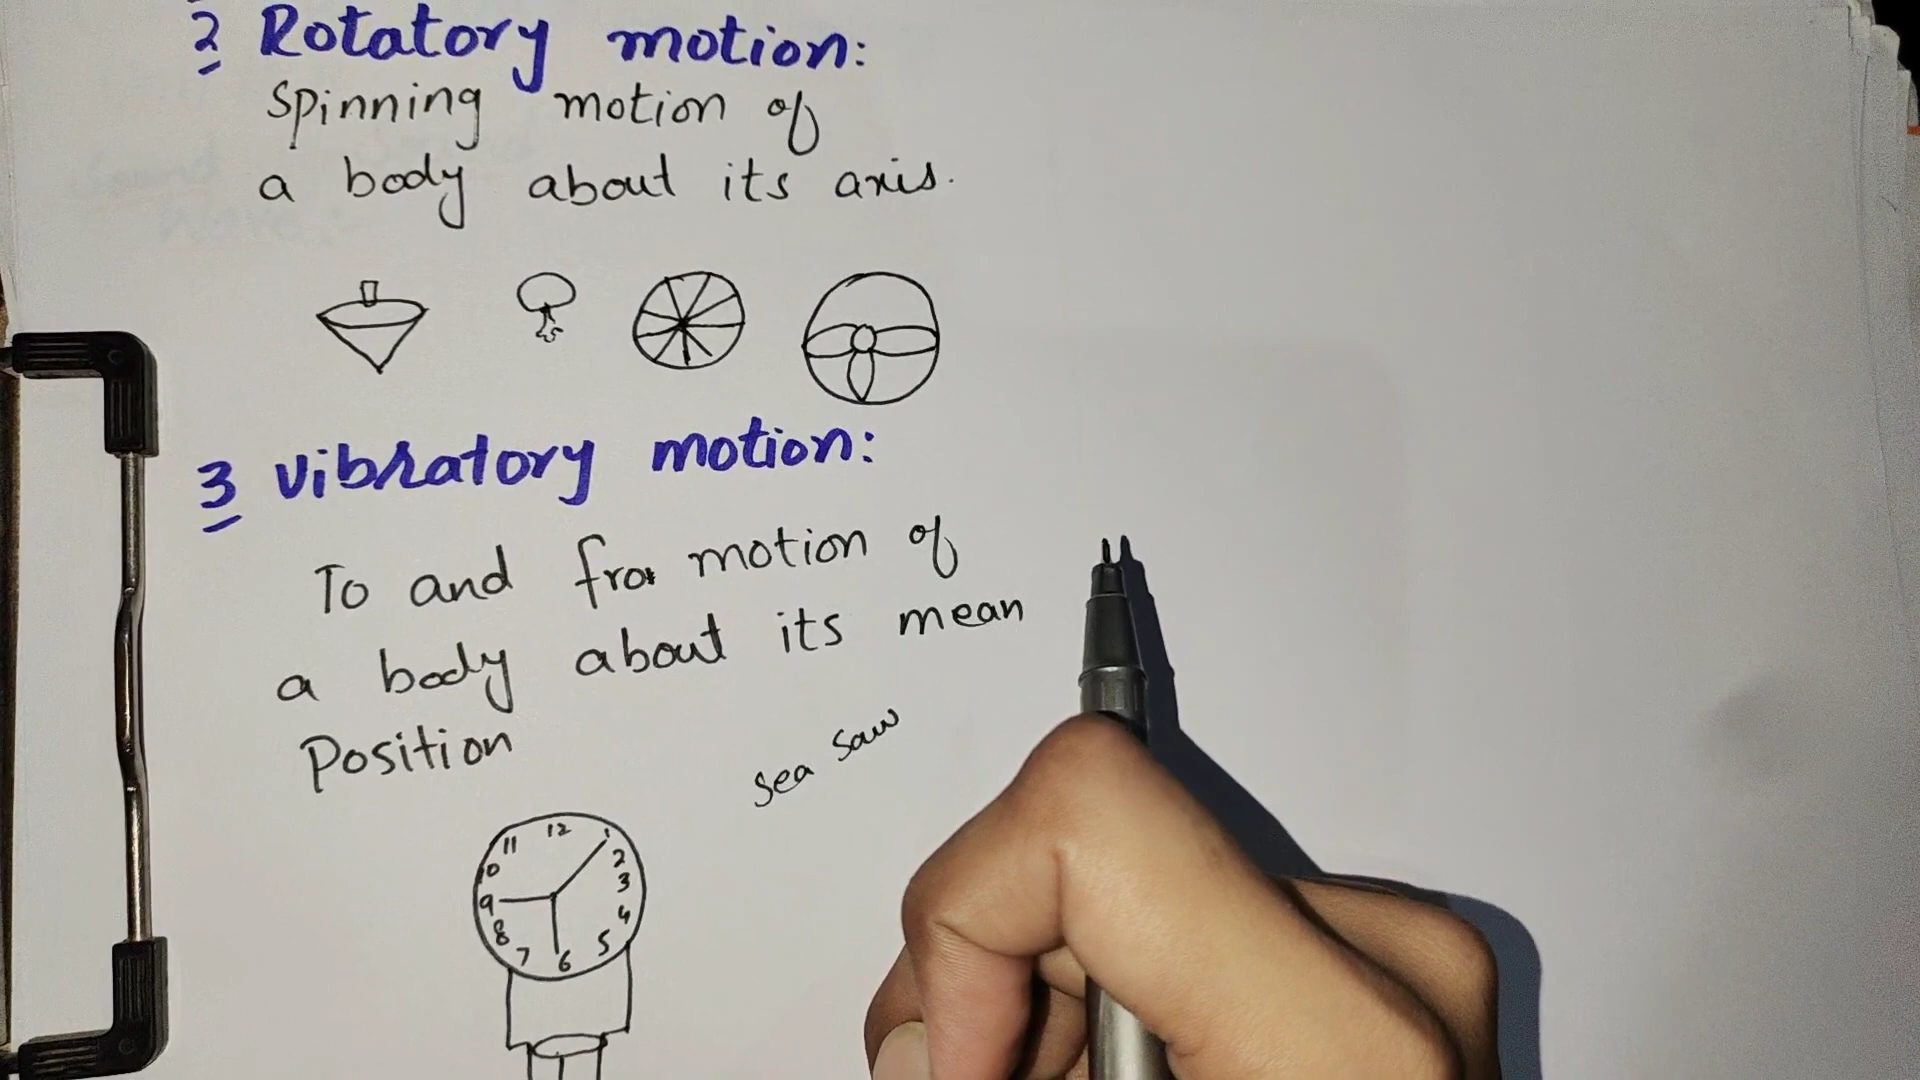 2 Rotatory motion:
Spinning motion of
a body about its axis.
3 Vibratory motion:
To and fro motion of
a body about its mean
Position
Sea Saw
12
11 1
10 2
9 3
8 4
7 6 5